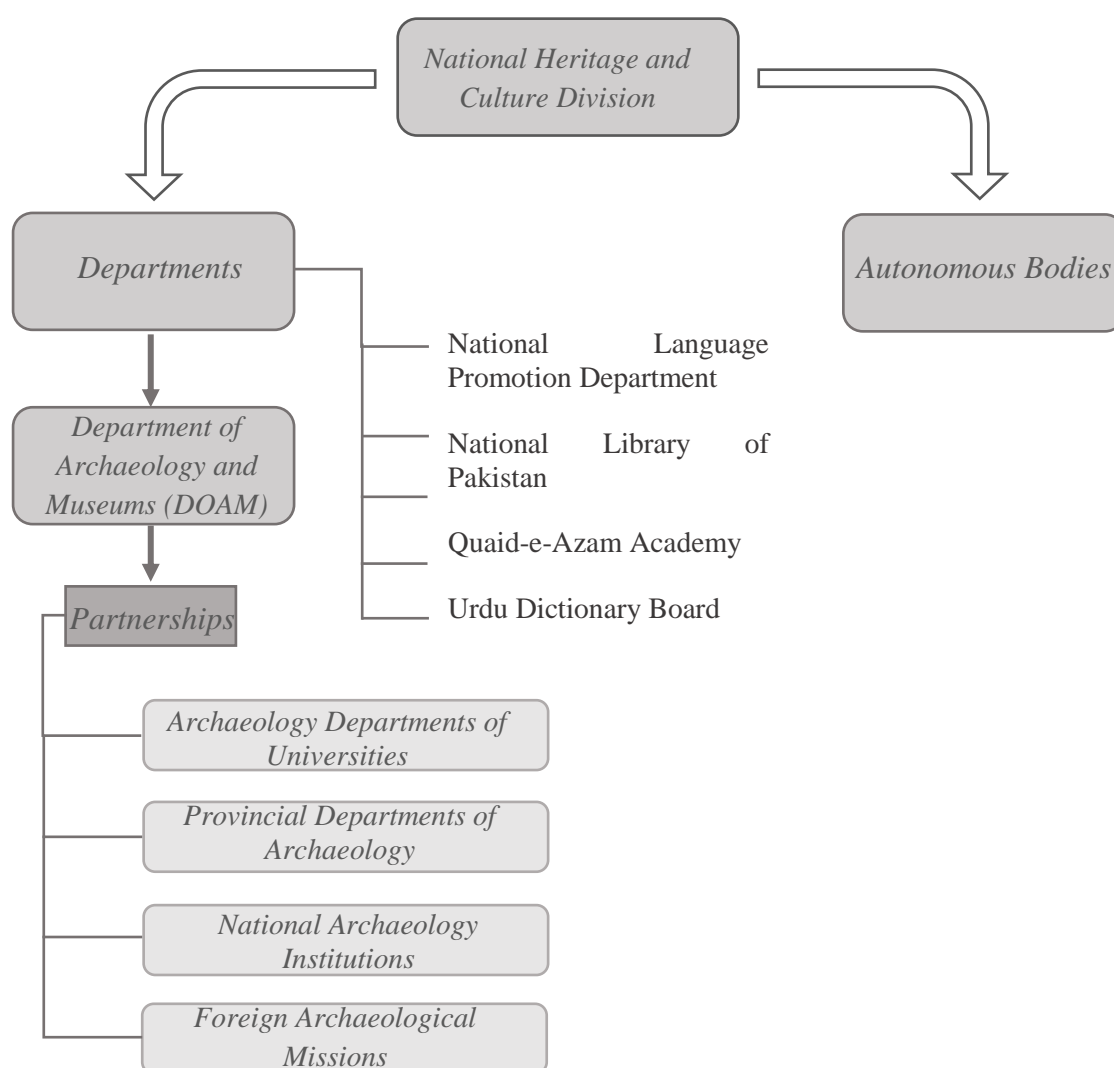 National Heritage and
Culture Division
Departments
Autonomous Bodies
National Language
Promotion Department
National Library of
Pakistan
Quaid-e-Azam Academy
Urdu Dictionary Board
Department of
Archaeology and
Museums (DOAM)
Partnerships
Archaeology Departments of
Universities
Provincial Departments of
Archaeology
National Archaeology
Institutions
Foreign Archaeological
Missions